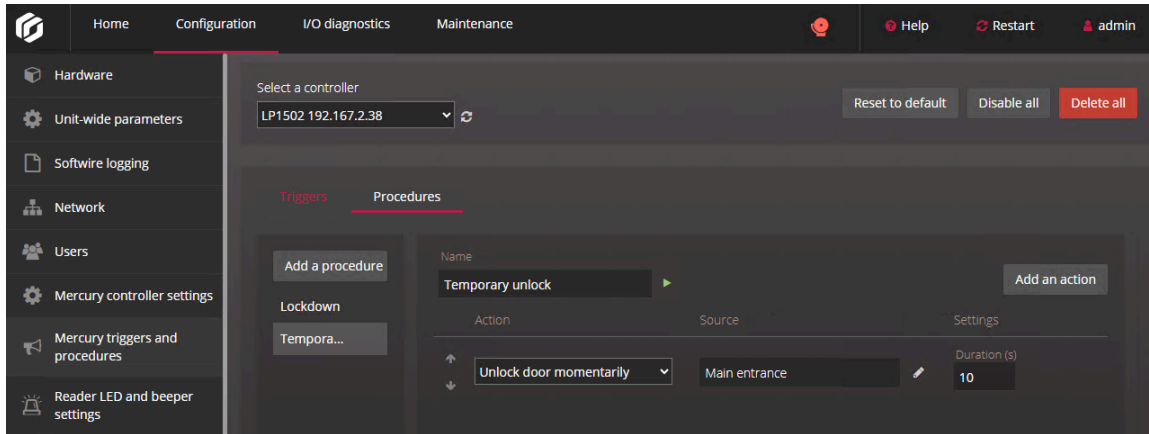 Home
Configuration
I/O diagnostics
Maintenance
Help
Restart
admin
Hardware
Unit-wide parameters
Softwire logging
Network
Users
Mercury controller settings
Mercury triggers and
procedures
Reader LED and beeper
settings
Select a controller
LP1502 192.167.2.38
Reset to default
Disable all
Delete all
Triggers
Procedures
Add a procedure
Lockdown
Tempora...
Name
Temporary unlock
Add an action
Action
Source
Settings
Unlock door momentarily
Main entrance
Duration (s)
10